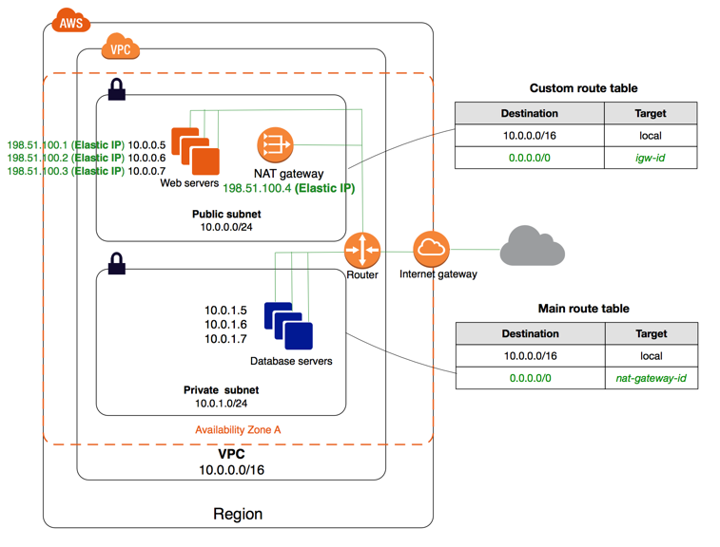 AWS
VPC
198.51.100.1 (Elastic IP) 10.0.0.5
198.51.100.2 (Elastic IP) 10.0.0.6
198.51.100.3 (Elastic IP) 10.0.0.7
Web servers
NAT gateway
198.51.100.4 (Elastic IP)
Public subnet
10.0.0.0/24
Router
Internet gateway
10.0.1.5
10.0.1.6
10.0.1.7
Database servers
Private subnet
10.0.1.0/24
Availability Zone A
VPC
10.0.0.0/16
Region
Custom route table
Destination Target
10.0.0.0/16 local
0.0.0.0/0 igw-id
Main route table
Destination Target
10.0.0.0/16 local
0.0.0.0/0 nat-gateway-id